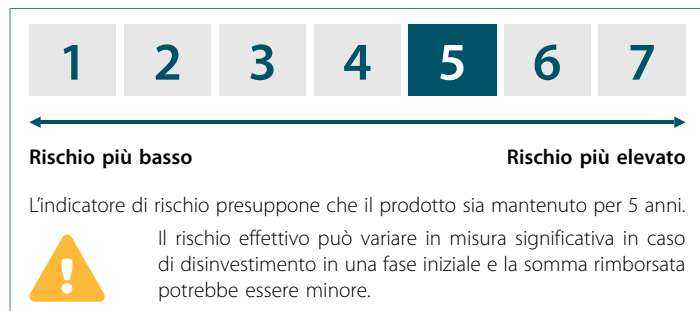 1 2 3 4 5 6 7
Rischio più basso Rischio più elevato
L'indicatore di rischio presuppone che il prodotto sia mantenuto per 5 anni.
Il rischio effettivo può variare in misura significativa in caso
di disinvestimento in una fase iniziale e la somma rimborsata
potrebbe essere minore.